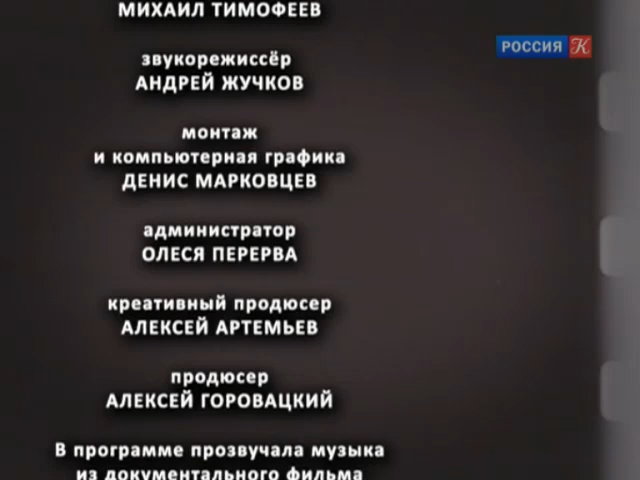 МИХАИЛ ТИМОФЕЕВ
РОССИЯ К
звукорежиссёр
АНДРЕЙ ЖУЧКОВ
монтаж
и компьютерная графика
ДЕНИС МАРКОВЦЕВ
администратор
ОЛЕСЯ ПЕРЕРВА
креативный продюсер
АЛЕКСЕЙ АРТЕМЬЕВ
продюсер
АЛЕКСЕЙ ГОРОВАЦКИЙ
В программе прозвучала музыка
из документального фильма